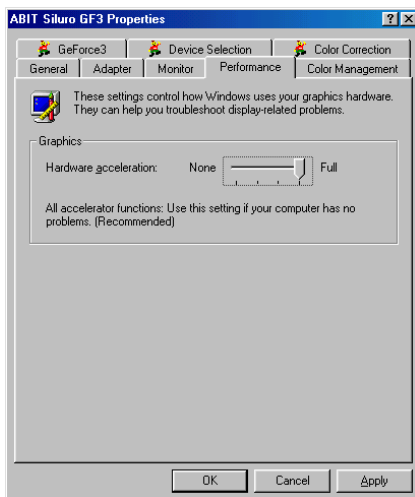 ABIT Siluro GF3 Properties
GeForce3 Device Selection Color Correction
General Adapter Monitor Performance Color Management
These settings control how Windows uses your graphics hardware.
They can help you troubleshoot display-related problems.
Graphics
Hardware acceleration: None Full
All accelerator functions: Use this setting if your computer has no
problems. (Recommended)
OK Cancel Apply